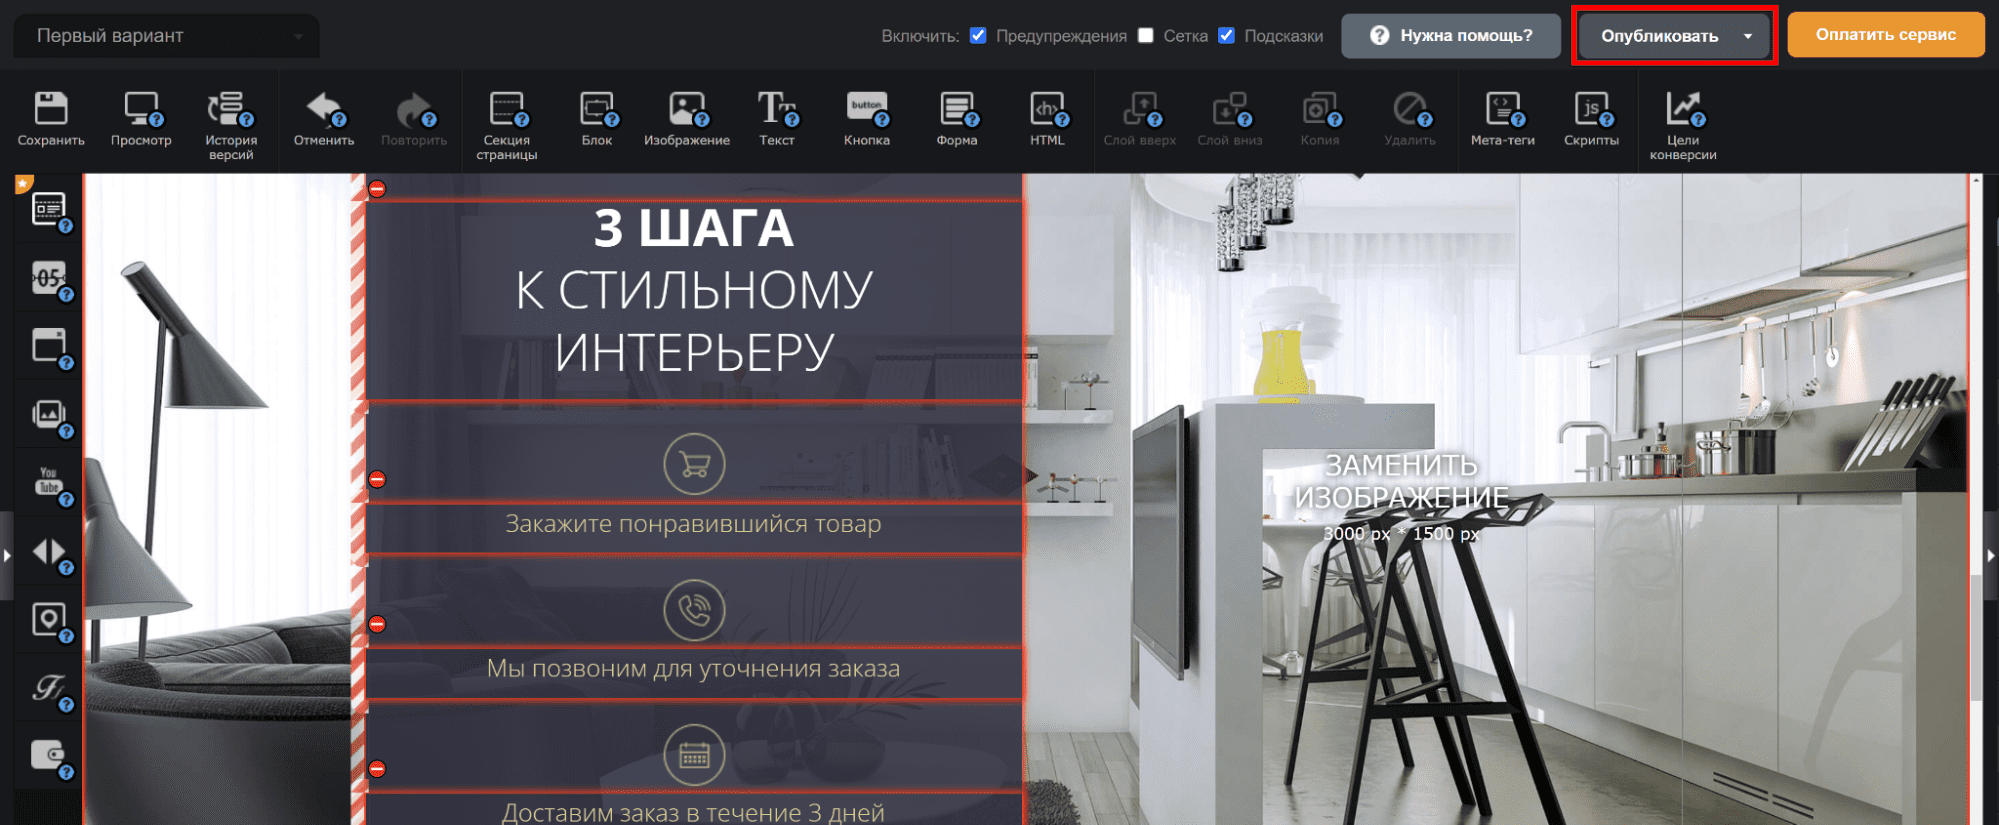 Первый вариант
Включить: Предупреждения Сетка Подсказки
? Нужна помощь?
Опубликовать
Оплатить сервис
Сохранить
Просмотр
История
версий
Отменить
Повторить
Секция
страницы
Блок
Изображение
Текст
button
Кнопка
Форма
<h>
HTML
Слой вверх
Слой вниз
Копия
Удалить
Мета-теги
js
Скрипты
Цели
конверсии
05
You
Tube
3 ШАГА
К СТИЛЬНОМУ
ИНТЕРЬЕРУ
Закажите понравившийся товар
Мы позвоним для уточнения заказа
Доставим заказ в течение 3 дней
ЗАМЕНИТЬ
ИЗОБРАЖЕНИЕ
3000 px * 1500 px